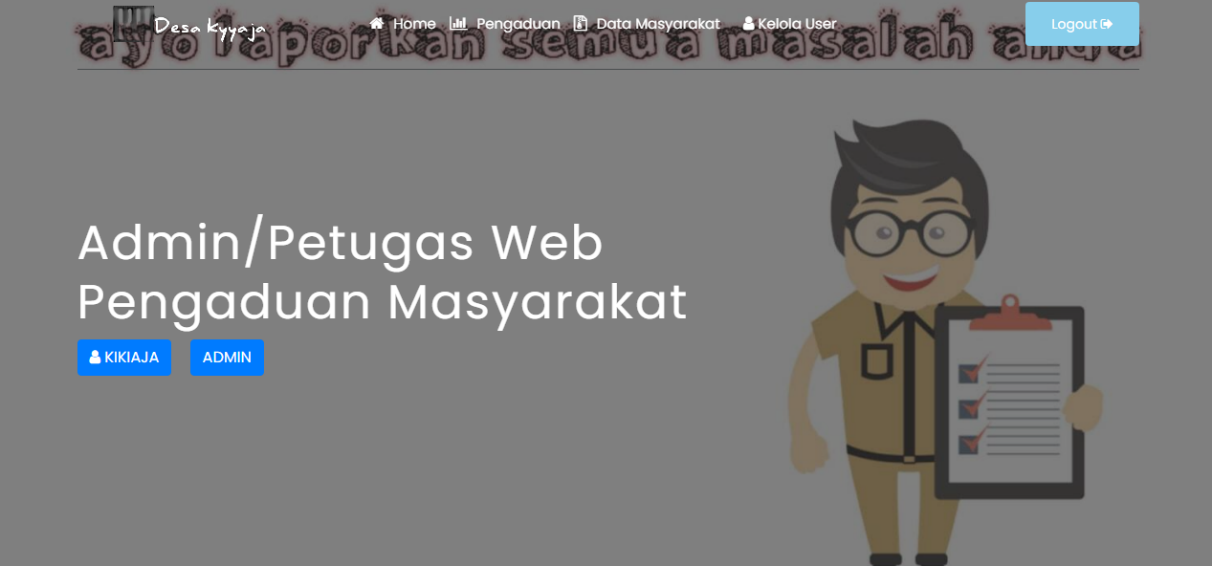 ayo laporkan semua masalah anda
Desa Kyyaja
Home
Pengaduan
Data Masyarakat
Kelola User
Logout
Admin/Petugas Web
Pengaduan Masyarakat
KIKIAJA
ADMIN